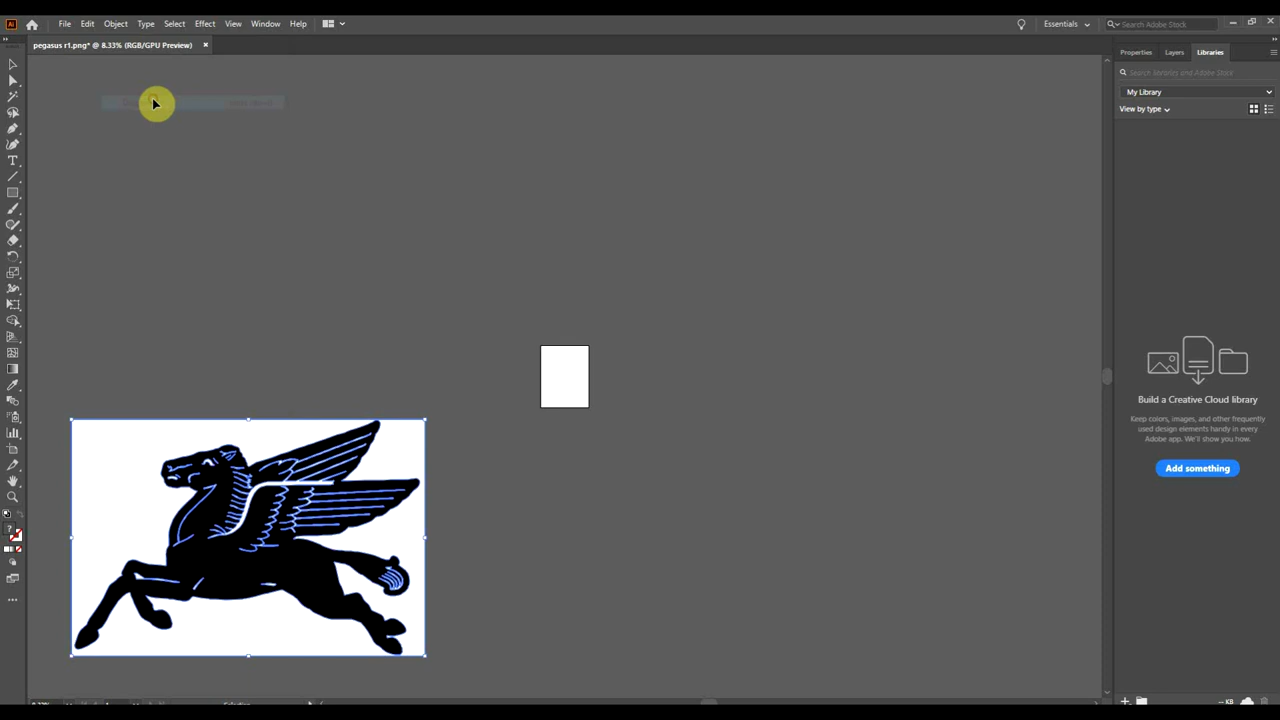 Ai File Edit Object Type Select Effect View Window Help Essentials Search Adobe Stock
pegasus r1.png* @ 8.33% (RGB/GPU Preview)
Properties Layers Libraries
Search libraries and Adobe Stock
My Library
View by type
Build a Creative Cloud library
Keep colors, images, and other frequently
used design elements handy in every
Adobe app. We'll show you how.
Add something
-- KB